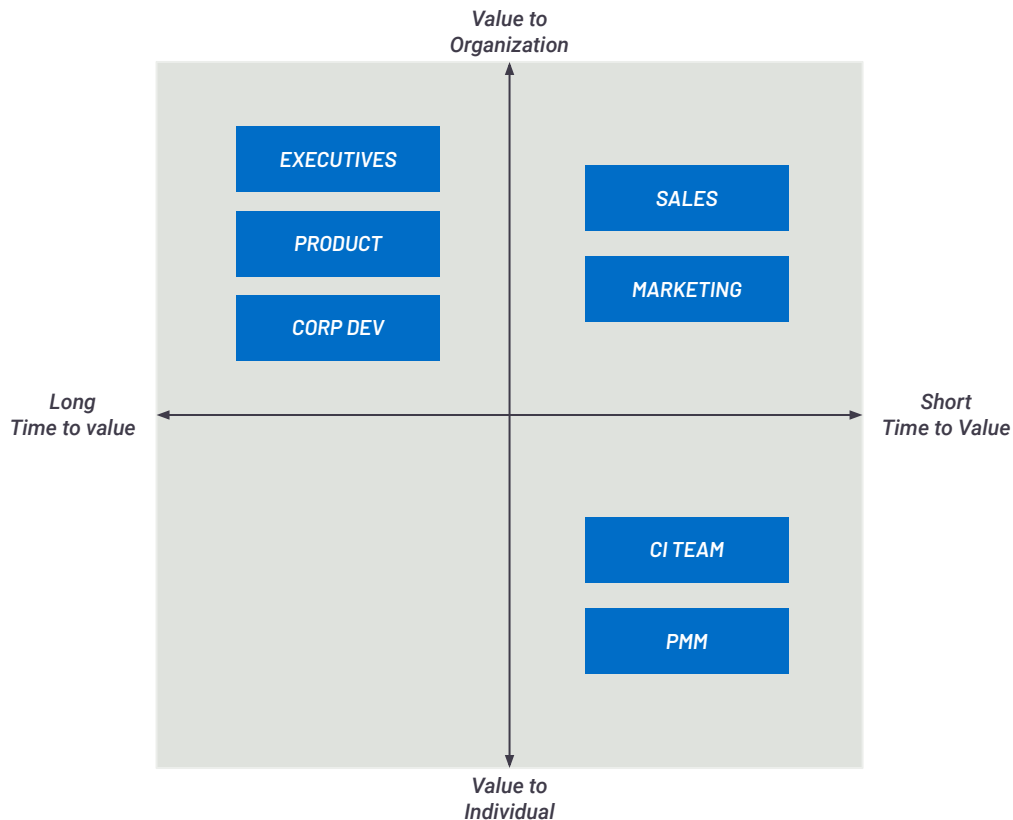 Value to
Organization
EXECUTIVES
SALES
PRODUCT
MARKETING
CORP DEV
Long
Time to value
Short
Time to Value
CI TEAM
PMM
Value to
Individual